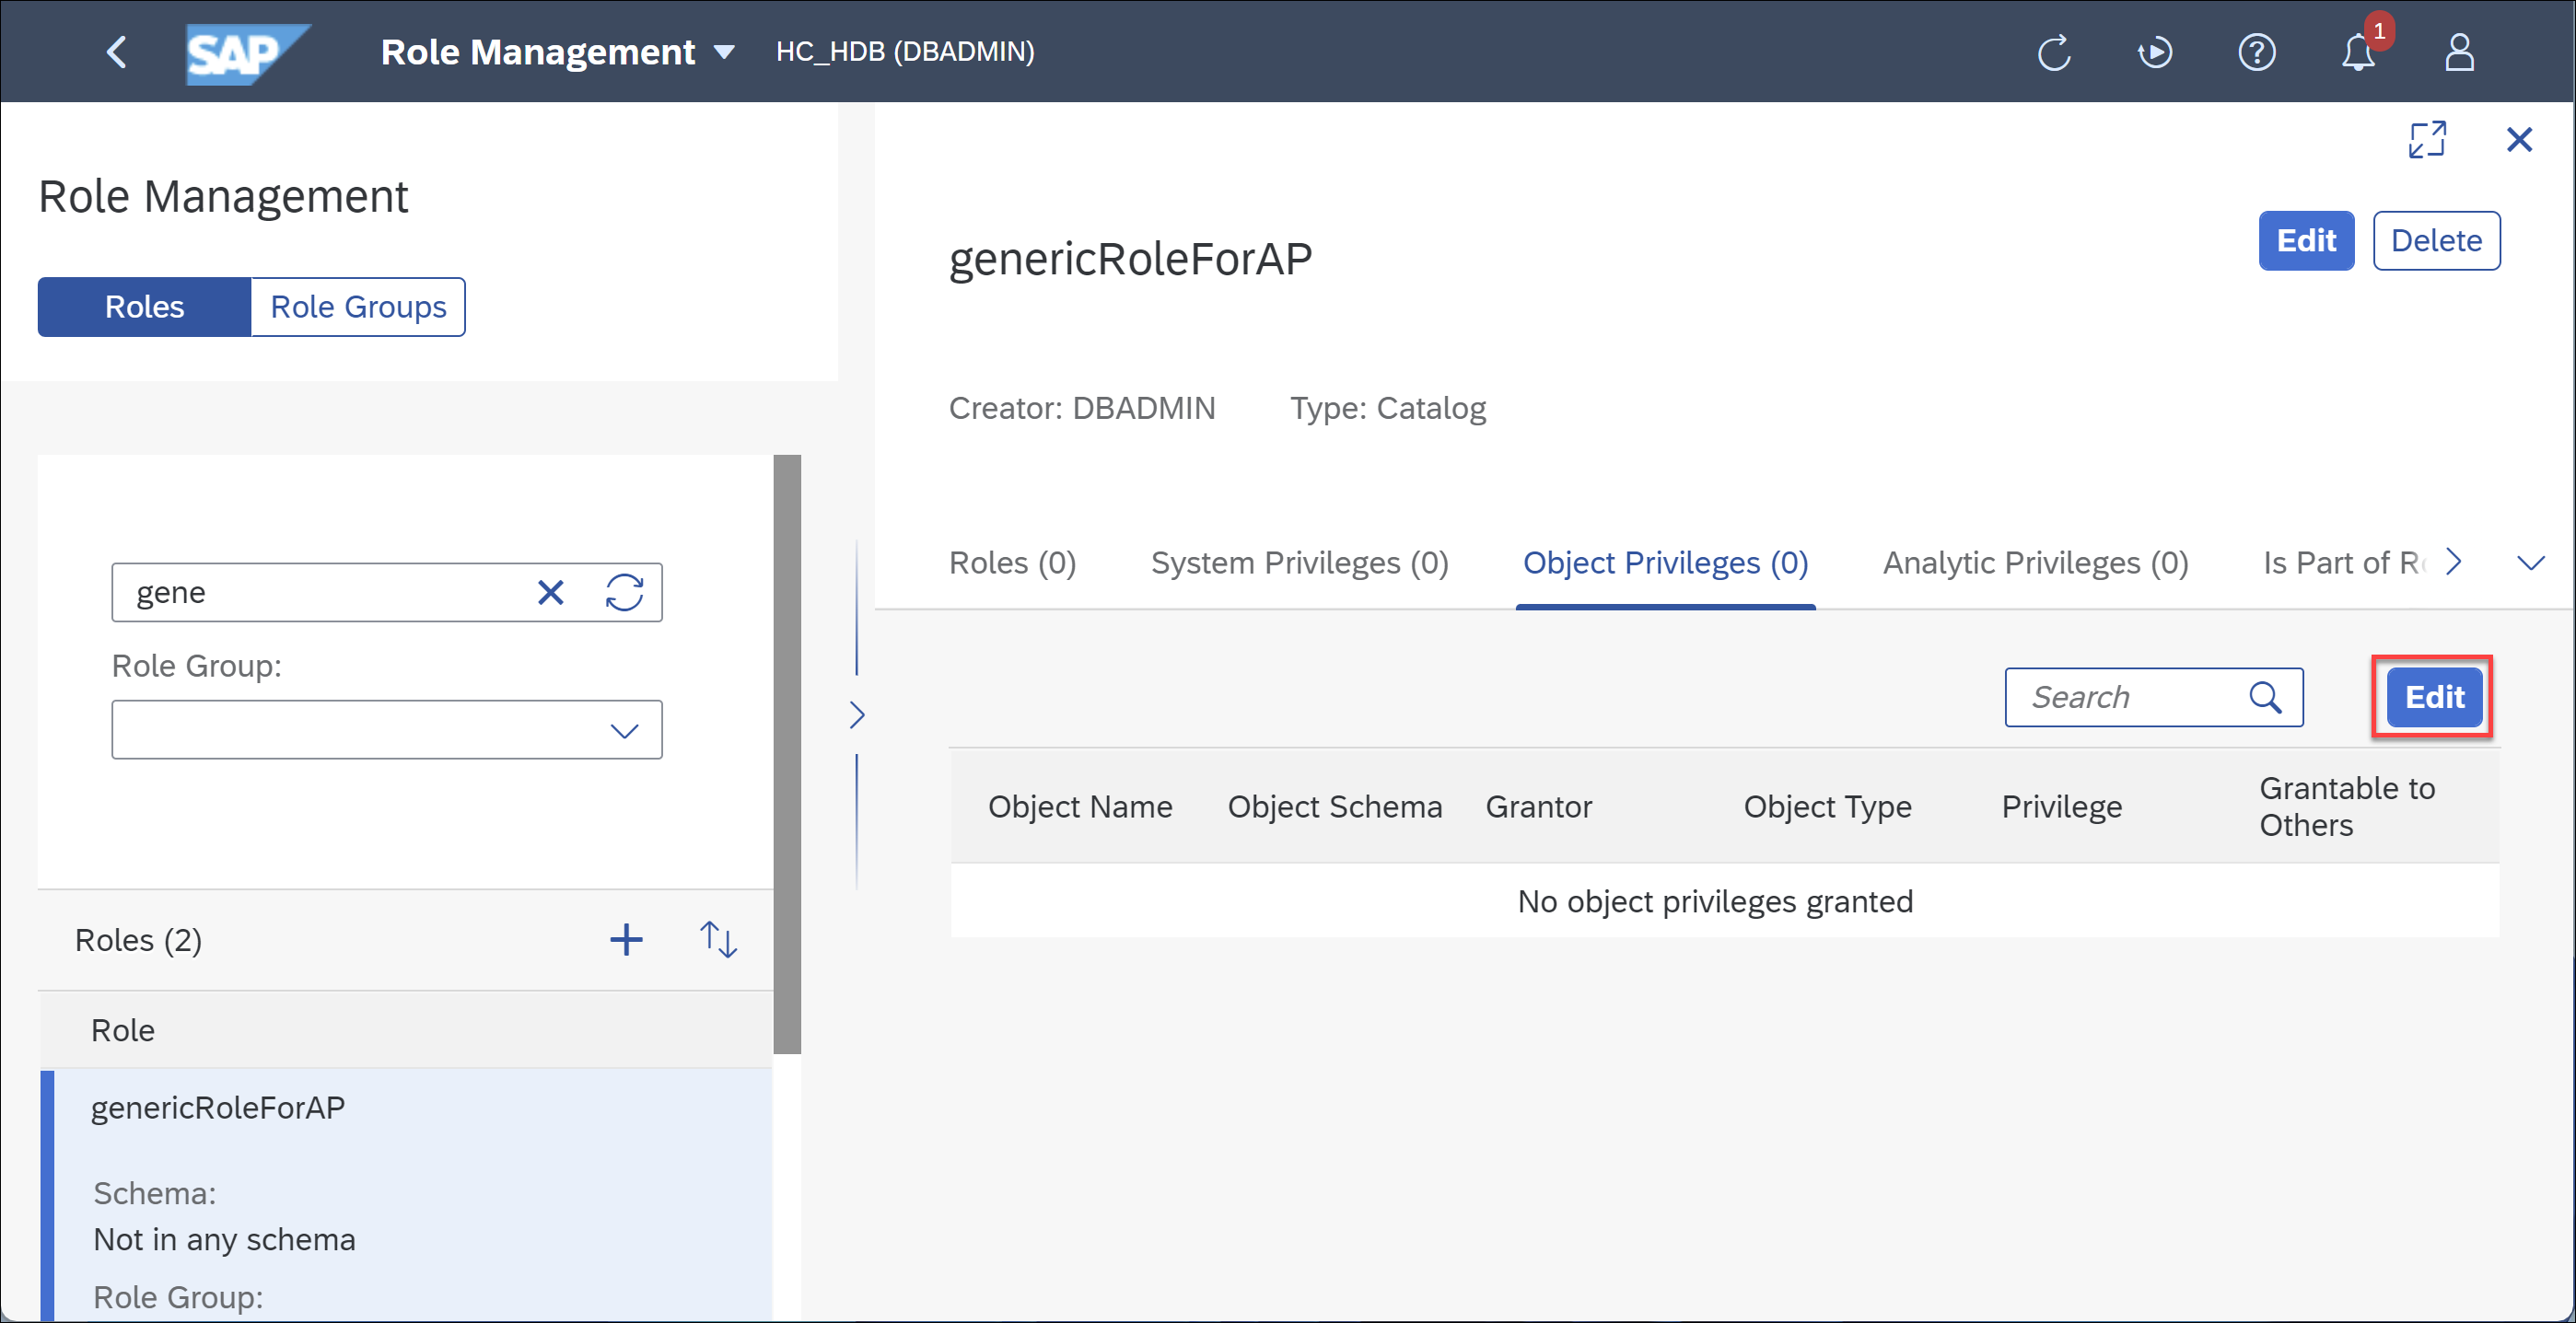 SAP
Role Management
HC_HDB (DBADMIN)
1
Role Management
Roles
Role Groups
gene
Role Group:
Roles (2)
Role
genericRoleForAP
Schema:
Not in any schema
Role Group:
genericRoleForAP
Edit
Delete
Creator: DBADMIN
Type: Catalog
Roles (0)
System Privileges (0)
Object Privileges (0)
Analytic Privileges (0)
Is Part of Ro
Search
Edit
Object Name
Object Schema
Grantor
Object Type
Privilege
Grantable to
Others
No object privileges granted